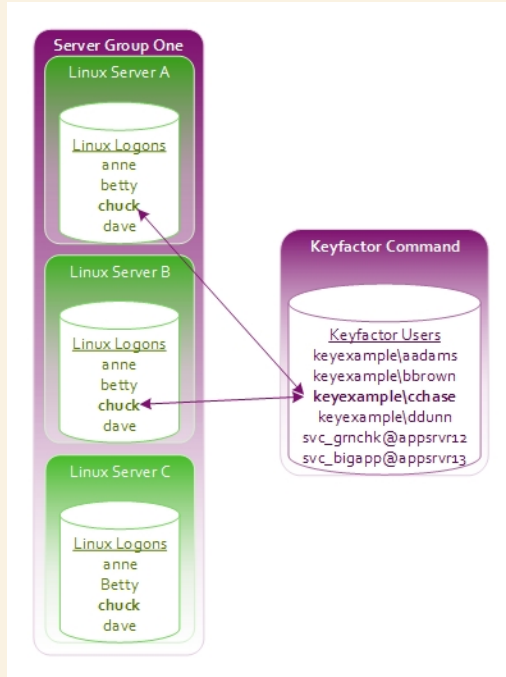 Server Group One
Linux Server A
Linux Logons
anne
betty
chuck
dave
Linux Server B
Linux Logons
anne
betty
chuck
dave
Linux Server C
Linux Logons
anne
Betty
chuck
dave
Keyfactor Command
Keyfactor Users
keyexample\aadams
keyexample\bbrown
keyexample\cchase
keyexample\ddunn
svc_grnchk@appsrvr12
svc_bigapp@appsrvr13